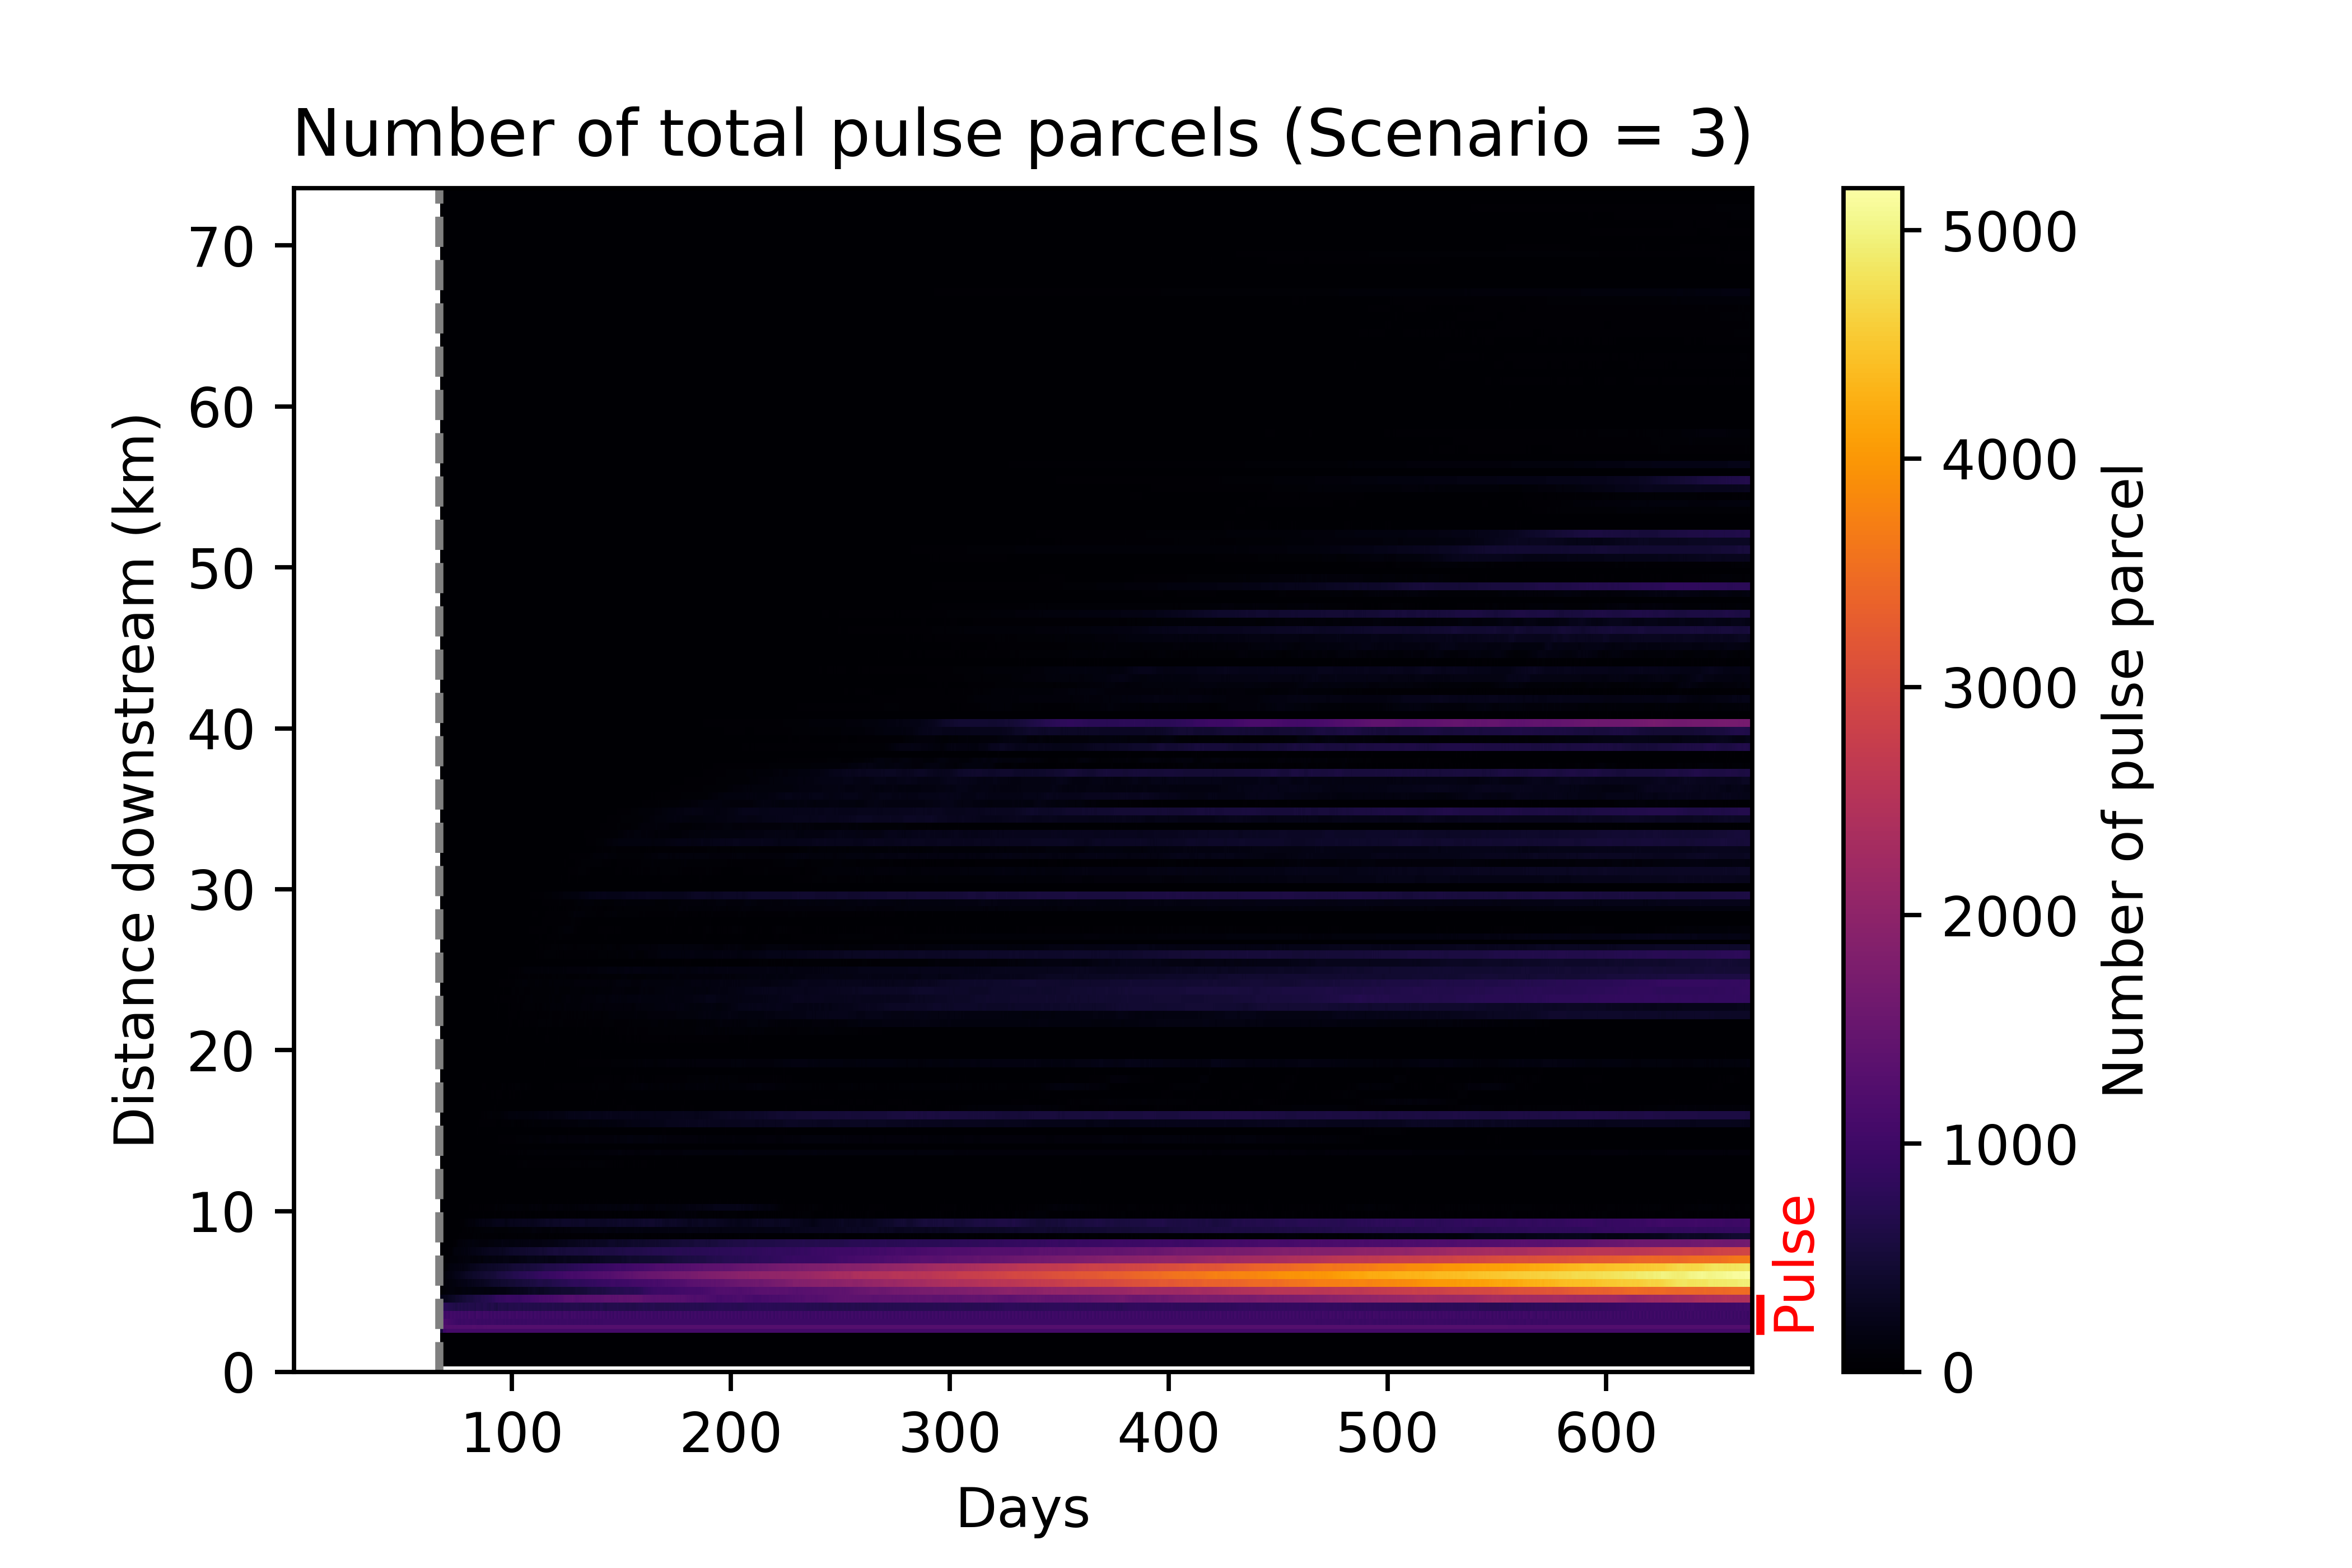 Number of total pulse parcels (Scenario = 3)
Distance downstream (km)
70
60
50
40
30
20
10
0
100 200 300 400 500 600
Days
Pulse
5000
4000
3000
2000
1000
0
Number of pulse parcel